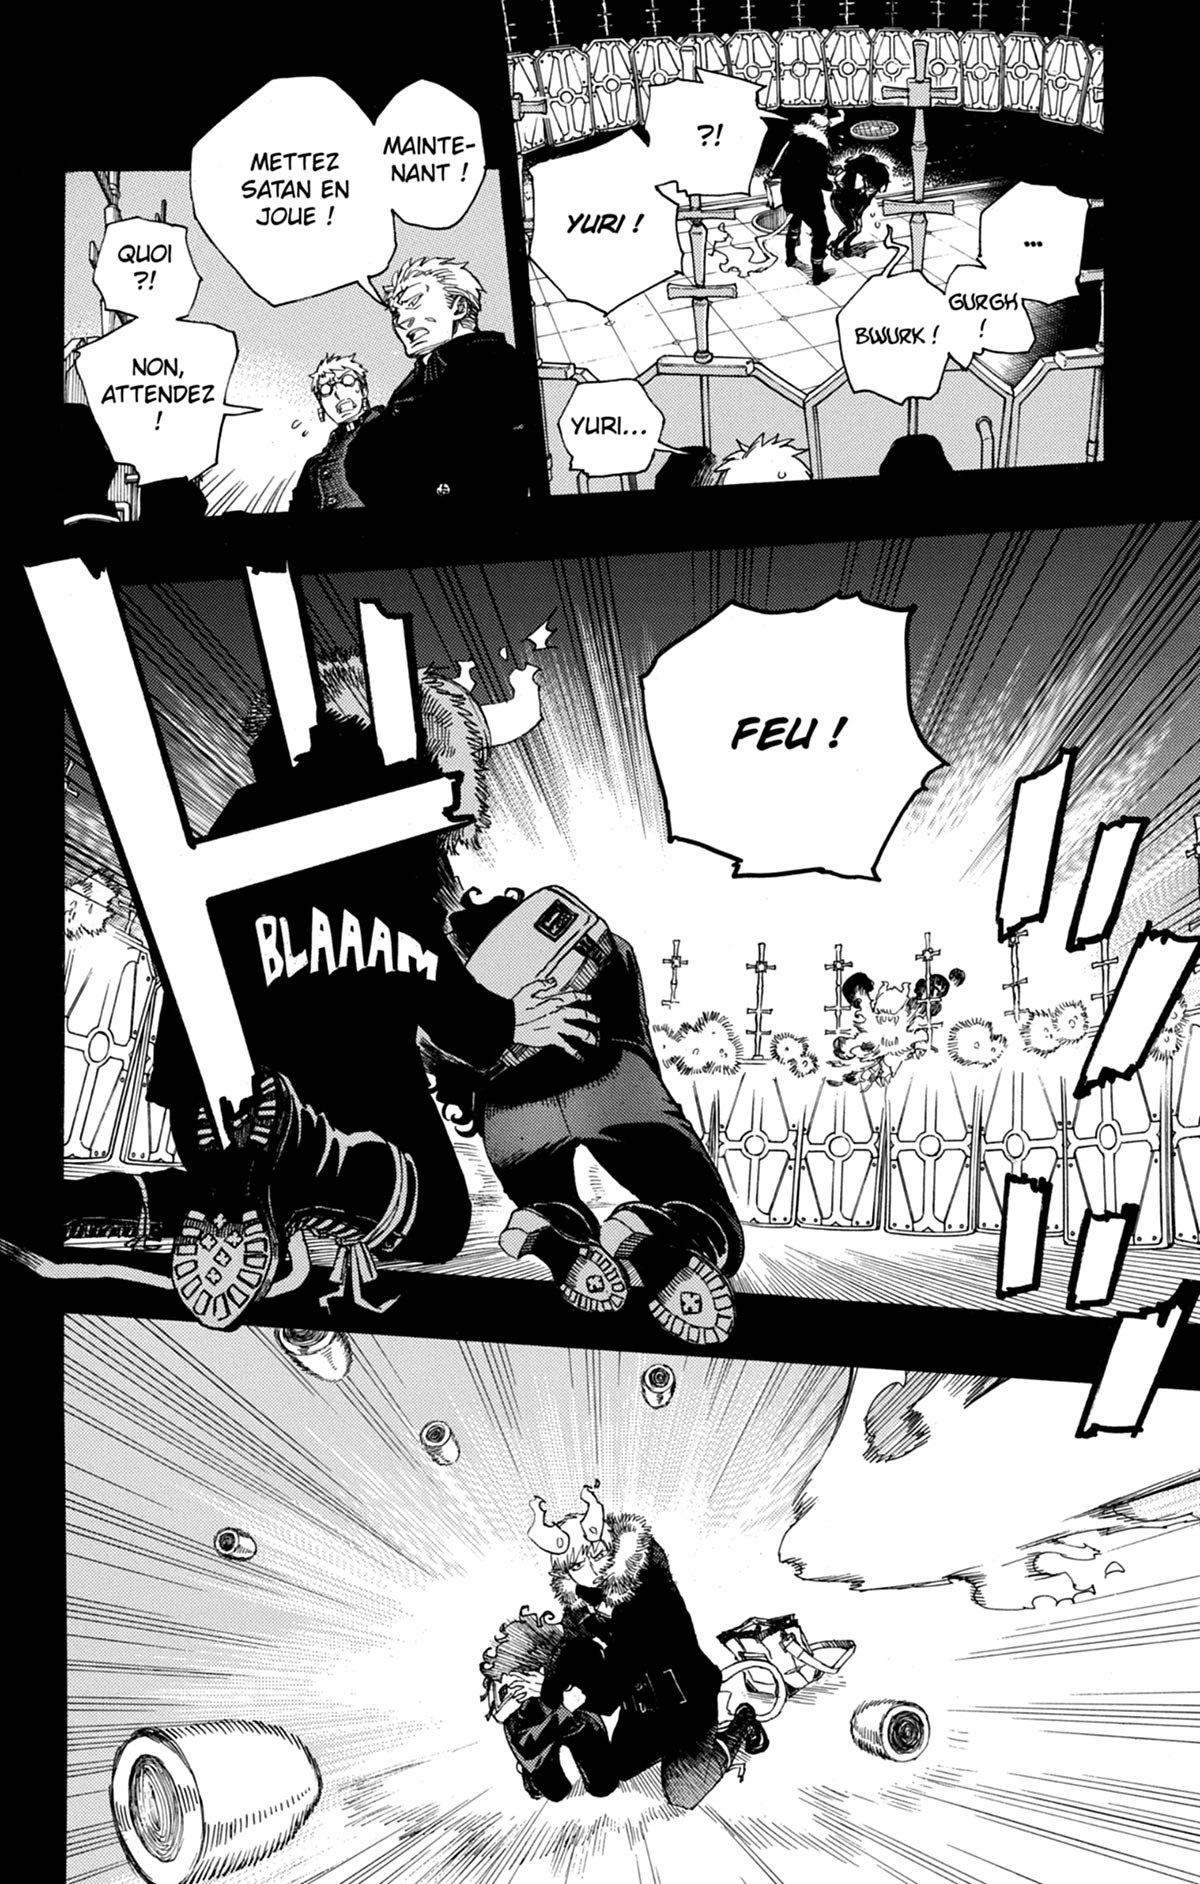 ...
GURGH
!
BWURK !
?!
YURI !
YURI...
MAINTE-
NANT !
METTEZ
SATAN EN
JOUE !
QUOI
?!
NON,
ATTENDEZ
!
FEU !
BLAAAM